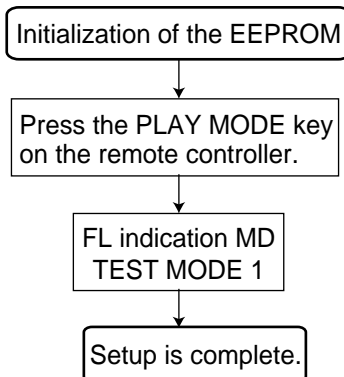 Initialization of the EEPROM
Press the PLAY MODE key
on the remote controller.
FL indication MD
TEST MODE 1
Setup is complete.